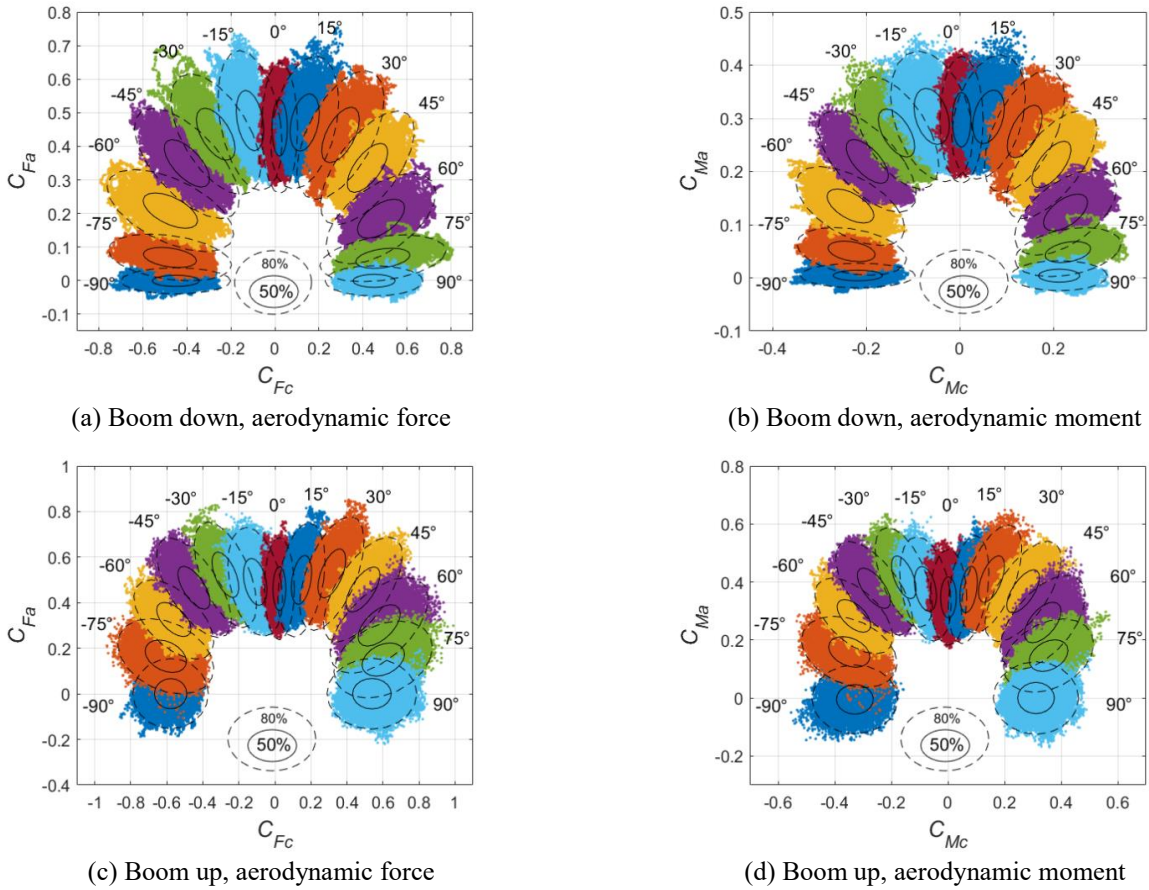 0.8
0.7
0.6
0.5
0.4
0.3
0.2
0.1
0
-0.1
C_Fa
-0.8 -0.6 -0.4 -0.2 0 0.2 0.4 0.6 0.8
C_Fc
-90° -75° -60° -45° -30° -15° 0° 15° 30° 45° 60° 75° 90°
80%
50%
0.5
0.4
0.3
0.2
0.1
0
-0.1
C_Ma
-0.4 -0.2 0 0.2
C_Mc
-90° -75° -60° -45° -30° -15° 0° 15° 30° 45° 60° 75° 90°
80%
50%
(a) Boom down, aerodynamic force
(b) Boom down, aerodynamic moment
1
0.8
0.6
0.4
0.2
0
-0.2
-0.4
C_Fa
-1 -0.8 -0.6 -0.4 -0.2 0 0.2 0.4 0.6 0.8 1
C_Fc
-90° -75° -60° -45° -30° -15° 0° 15° 30° 45° 60° 75° 90°
80%
50%
0.8
0.6
0.4
0.2
0
-0.2
C_Ma
-0.6 -0.4 -0.2 0 0.2 0.4 0.6
C_Mc
-90° -75° -60° -45° -30° -15° 0° 15° 30° 45° 60° 75° 90°
80%
50%
(c) Boom up, aerodynamic force
(d) Boom up, aerodynamic moment